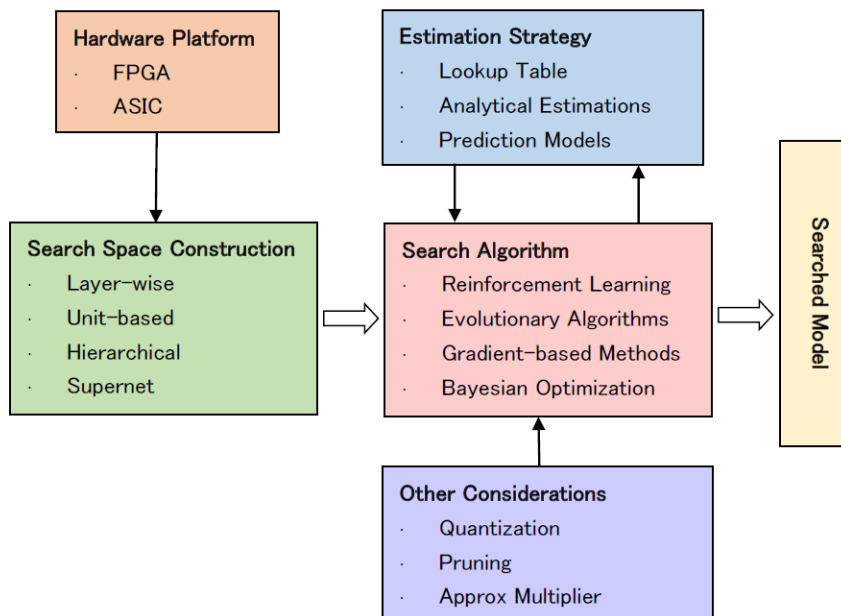 Hardware Platform
· FPGA
· ASIC
Estimation Strategy
· Lookup Table
· Analytical Estimations
· Prediction Models
Search Space Construction
· Layer-wise
· Unit-based
· Hierarchical
· Supernet
Search Algorithm
· Reinforcement Learning
· Evolutionary Algorithms
· Gradient-based Methods
· Bayesian Optimization
Searched Model
Other Considerations
· Quantization
· Pruning
· Approx Multiplier